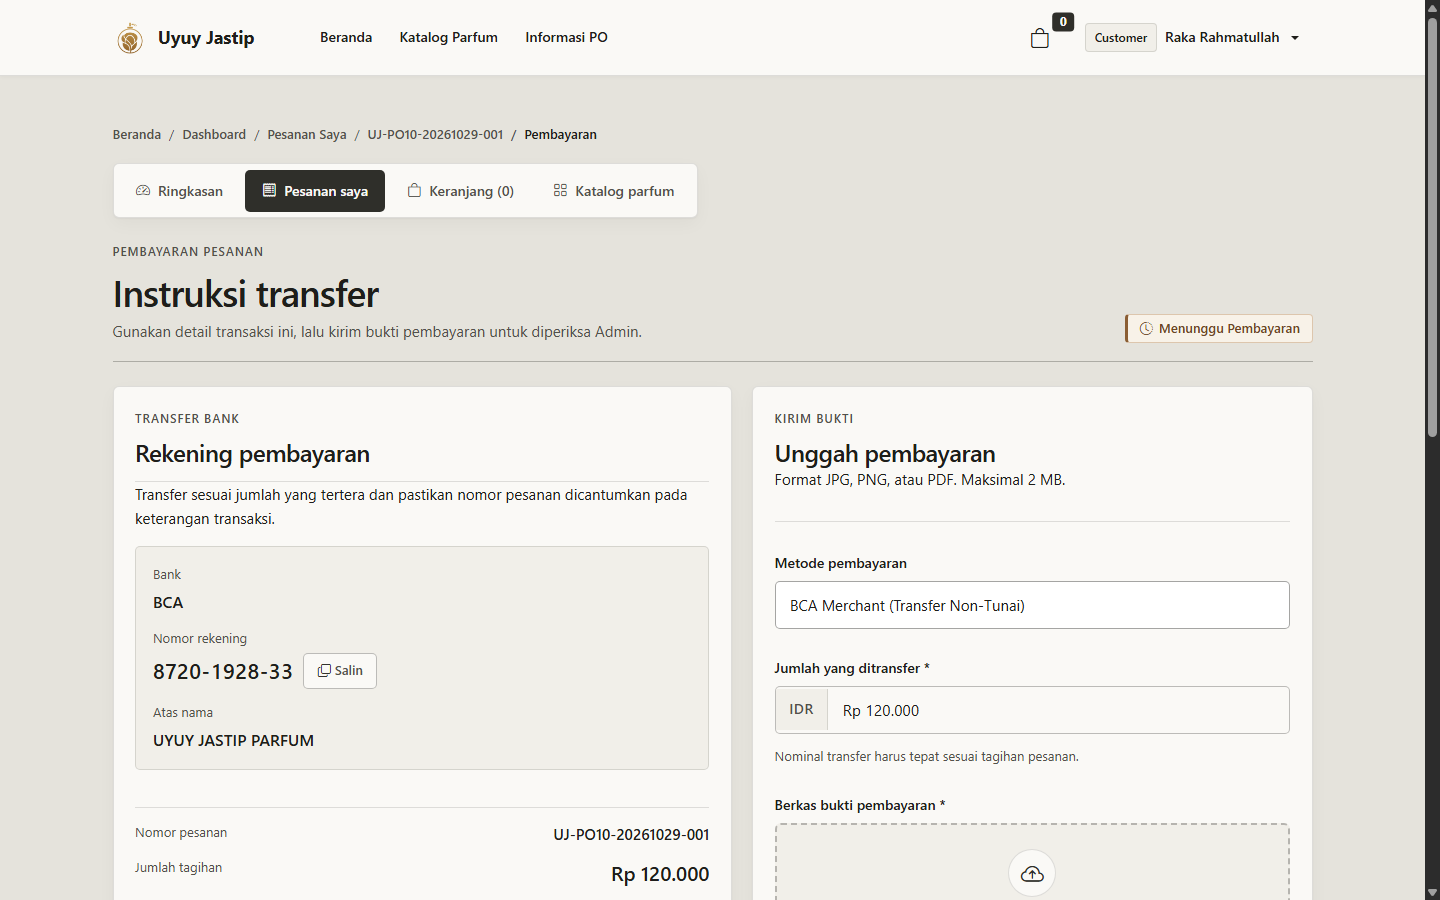 Uyuy Jastip
Beranda
Katalog Parfum
Informasi PO
0
Customer
Raka Rahmatullah
Beranda / Dashboard / Pesanan Saya / UJ-PO10-20261029-001 / Pembayaran
Ringkasan
Pesanan saya
Keranjang (0)
Katalog parfum
PEMBAYARAN PESANAN
Instruksi transfer
Gunakan detail transaksi ini, lalu kirim bukti pembayaran untuk diperiksa Admin.
Menunggu Pembayaran
TRANSFER BANK
Rekening pembayaran
Transfer sesuai jumlah yang tertera dan pastikan nomor pesanan dicantumkan pada
keterangan transaksi.
Bank
BCA
Nomor rekening
8720-1928-33
Salin
Atas nama
UYUY JASTIP PARFUM
Nomor pesanan
UJ-PO10-20261029-001
Jumlah tagihan
Rp 120.000
KIRIM BUKTI
Unggah pembayaran
Format JPG, PNG, atau PDF. Maksimal 2 MB.
Metode pembayaran
BCA Merchant (Transfer Non-Tunai)
Jumlah yang ditransfer *
IDR
Rp 120.000
Nominal transfer harus tepat sesuai tagihan pesanan.
Berkas bukti pembayaran *